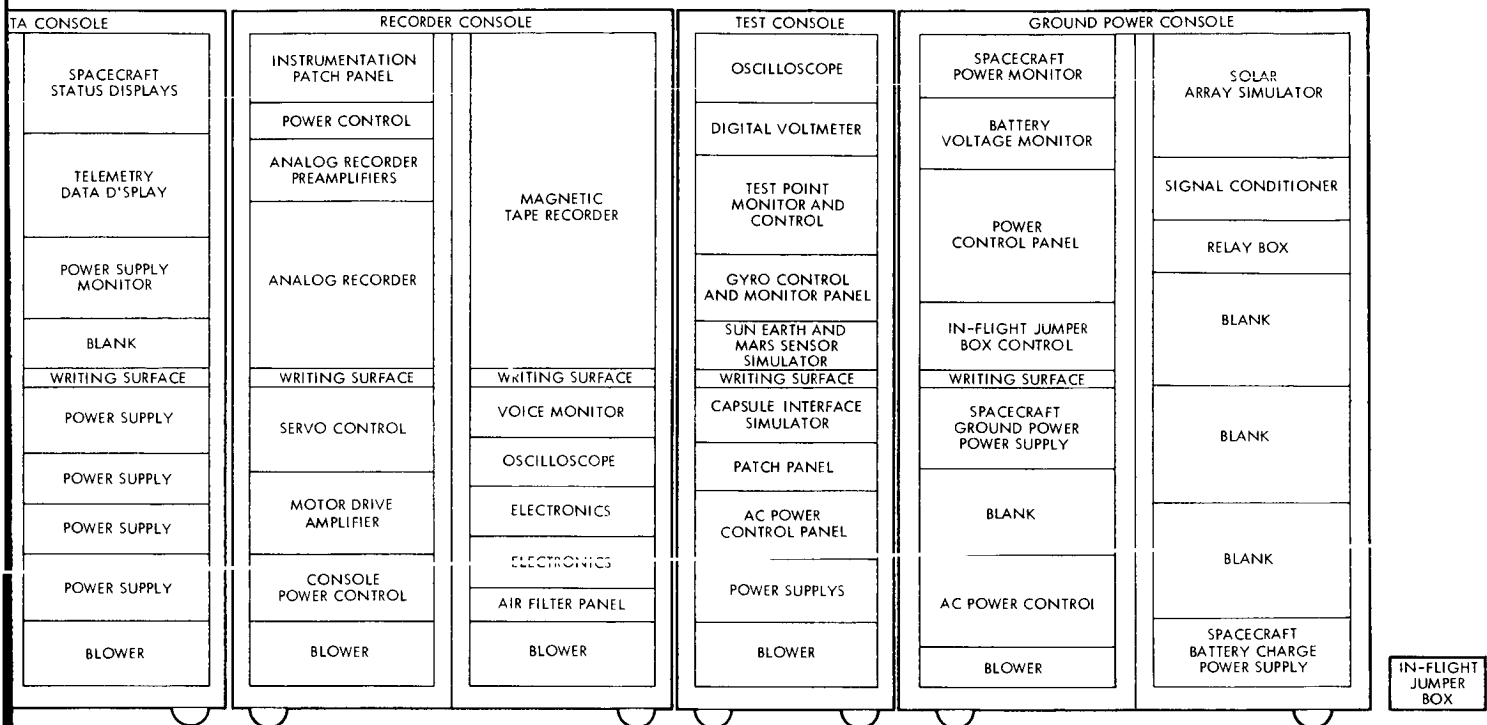 TA CONSOLE
SPACECRAFT
STATUS DISPLAYS
TELEMETRY
DATA D'SPLAY
POWER SUPPLY
MONITOR
BLANK
WRITING SURFACE
POWER SUPPLY
POWER SUPPLY
POWER SUPPLY
POWER SUPPLY
BLOWER
RECORDER CONSOLE
INSTRUMENTATION
PATCH PANEL
POWER CONTROL
ANALOG RECORDER
PREAMPLIFIERS
ANALOG RECORDER
WRITING SURFACE
SERVO CONTROL
MOTOR DRIVE
AMPLIFIER
CONSOLE
POWER CONTROL
BLOWER
MAGNETIC
TAPE RECORDER
WRITING SURFACE
VOICE MONITOR
OSCILLOSCOPE
ELECTRONICS
ELECTRONICS
AIR FILTER PANEL
BLOWER
TEST CONSOLE
OSCILLOSCOPE
DIGITAL VOLTMETER
TEST POINT
MONITOR AND
CONTROL
GYRO CONTROL
AND MONITOR PANEL
SUN EARTH AND
MARS SENSOR
SIMULATOR
WRITING SURFACE
CAPSULE INTERFACE
SIMULATOR
PATCH PANEL
AC POWER
CONTROL PANEL
POWER SUPPLYS
BLOWER
GROUND POWER CONSOLE
SPACECRAFT
POWER MONITOR
BATTERY
VOLTAGE MONITOR
POWER
CONTROL PANEL
IN-FLIGHT JUMPER
BOX CONTROL
WRITING SURFACE
SPACECRAFT
GROUND POWER
POWER SUPPLY
BLANK
AC POWER CONTROL
BLOWER
SOLAR
ARRAY SIMULATOR
SIGNAL CONDITIONER
RELAY BOX
BLANK
BLANK
BLANK
SPACECRAFT
BATTERY CHARGE
POWER SUPPLY
IN-FLIGHT
JUMPER
BOX